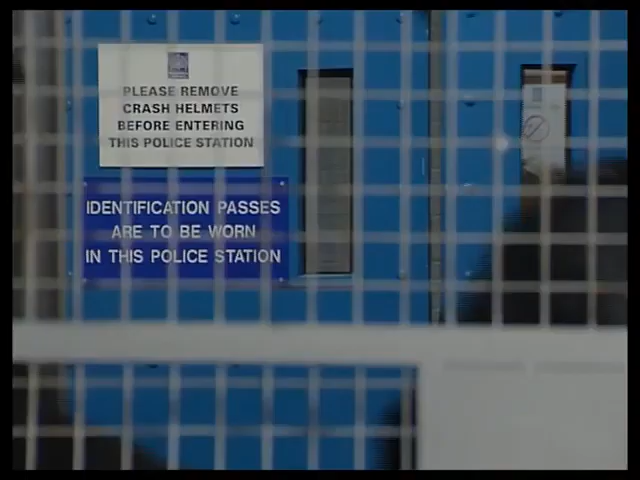 PLEASE REMOVE
CRASH HELMETS
BEFORE ENTERING
THIS POLICE STATION
IDENTIFICATION PASSES
ARE TO BE WORN
IN THIS POLICE STATION